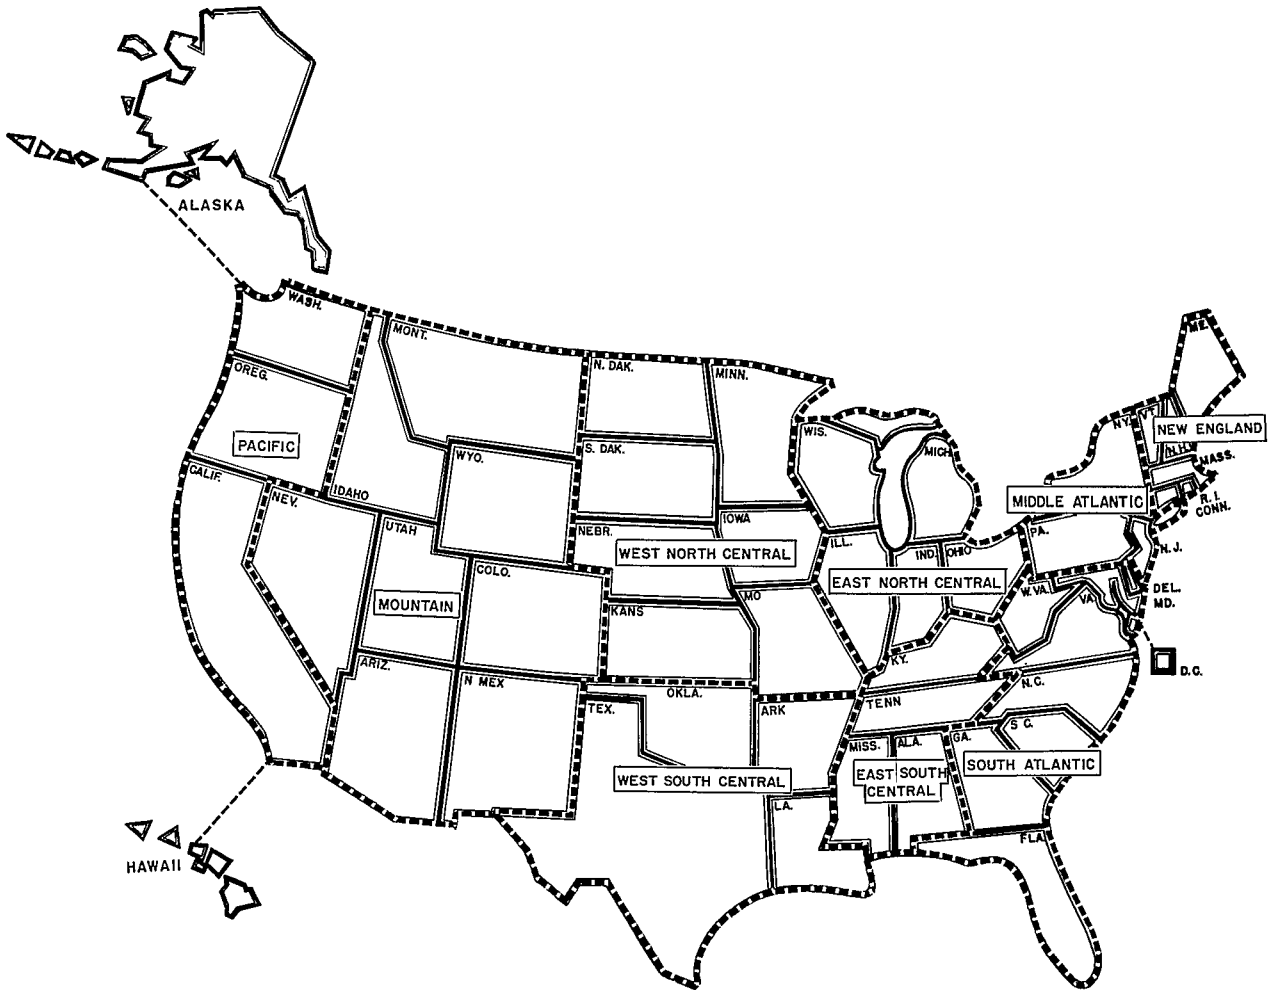 ALASKA
WASH.
MONT.
ME.
OREG.
N. DAK.
MINN.
VT.
N.Y.
NEW ENGLAND
WIS.
PACIFIC
S. DAK.
WYO.
MICH.
N.H.
MASS.
CALIF.
NEV.
IDAHO
MIDDLE ATLANTIC
R. I.
CONN.
UTAH
NEBR.
IOWA
PA.
WEST NORTH CENTRAL
ILL.
IND.
OHIO
N. J.
COLO.
EAST NORTH CENTRAL
W. VA.
VA.
DEL.
MD.
MOUNTAIN
KANS
MO
ARIZ.
KY.
D.C.
N MEX
OKLA.
N.C.
TEX.
ARK
TENN
S C.
MISS.
ALA.
GA.
WEST SOUTH CENTRAL
EAST SOUTH
CENTRAL
SOUTH ATLANTIC
LA.
FLA.
HAWAII